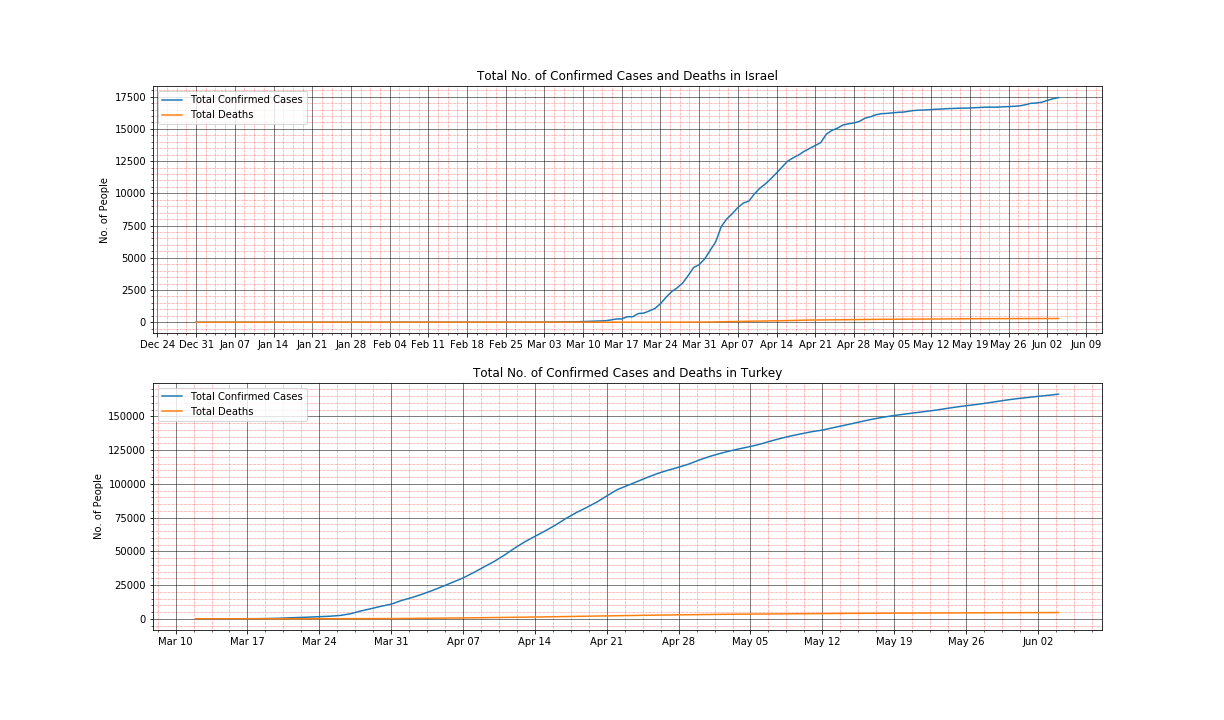 Total No. of Confirmed Cases and Deaths in Israel
Total Confirmed Cases
Total Deaths
No. of People
17500
15000
12500
10000
7500
5000
2500
0
Dec 24 Dec 31 Jan 07 Jan 14 Jan 21 Jan 28 Feb 04 Feb 11 Feb 18 Feb 25 Mar 03 Mar 10 Mar 17 Mar 24 Mar 31 Apr 07 Apr 14 Apr 21 Apr 28 May 05 May 12 May 19 May 26 Jun 02 Jun 09
Total No. of Confirmed Cases and Deaths in Turkey
Total Confirmed Cases
Total Deaths
No. of People
150000
125000
100000
75000
50000
25000
0
Mar 10 Mar 17 Mar 24 Mar 31 Apr 07 Apr 14 Apr 21 Apr 28 May 05 May 12 May 19 May 26 Jun 02